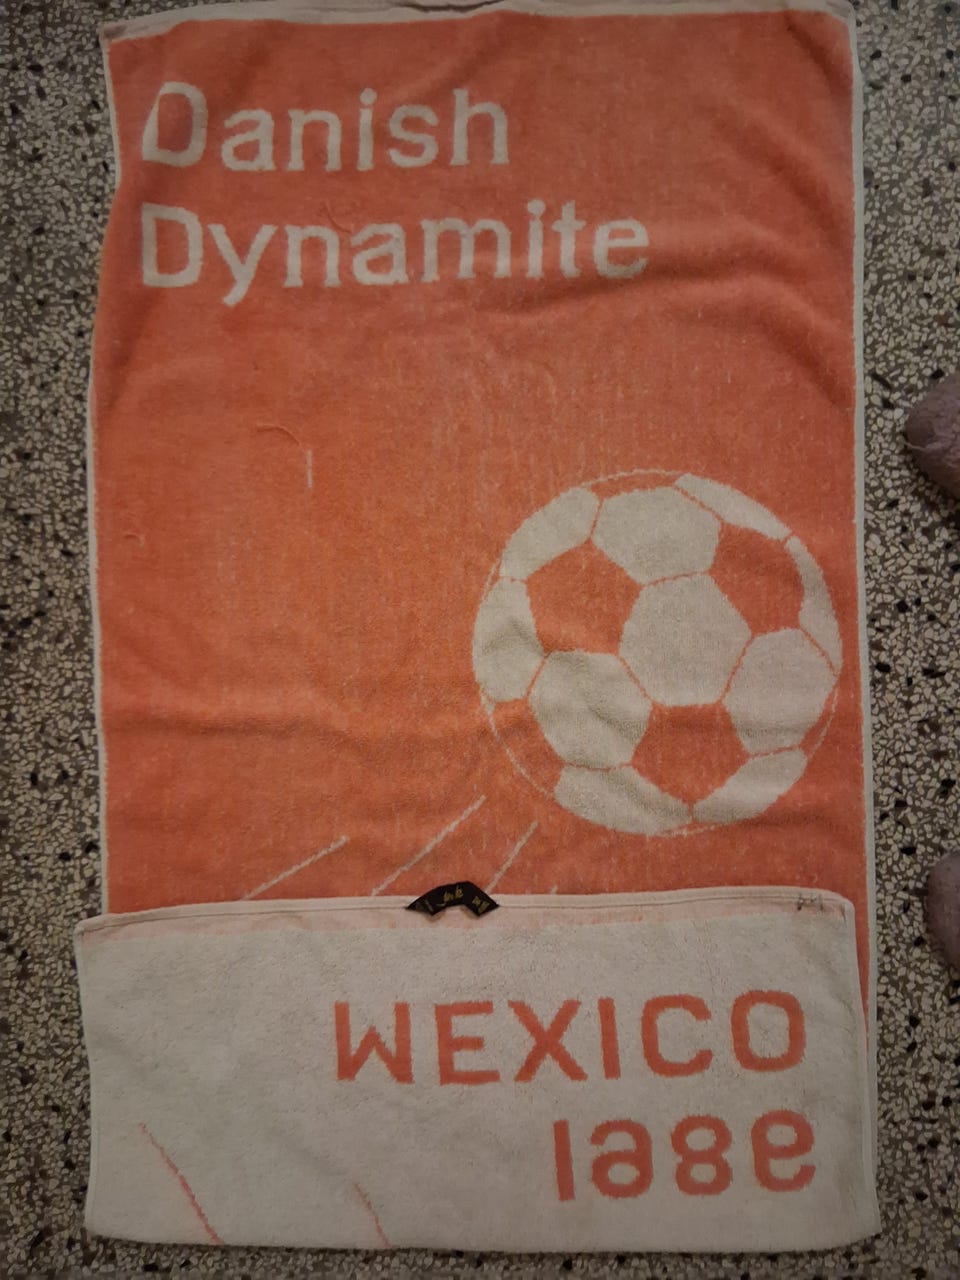 Danish
Dynamite
MEXICO
1986